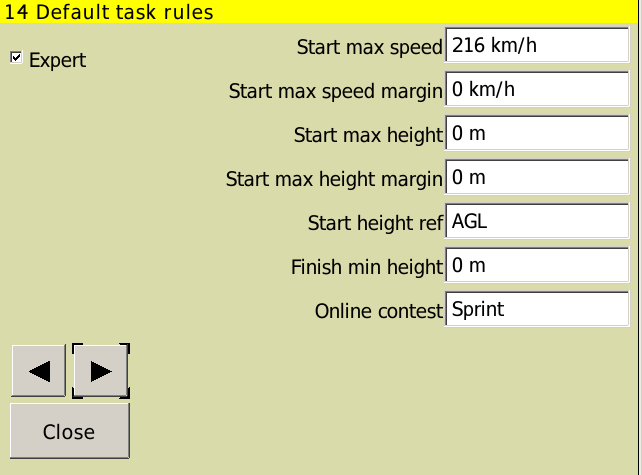 14 Default task rules
Expert
Start max speed 216 km/h
Start max speed margin 0 km/h
Start max height 0 m
Start max height margin 0 m
Start height ref AGL
Finish min height 0 m
Online contest Sprint
Close